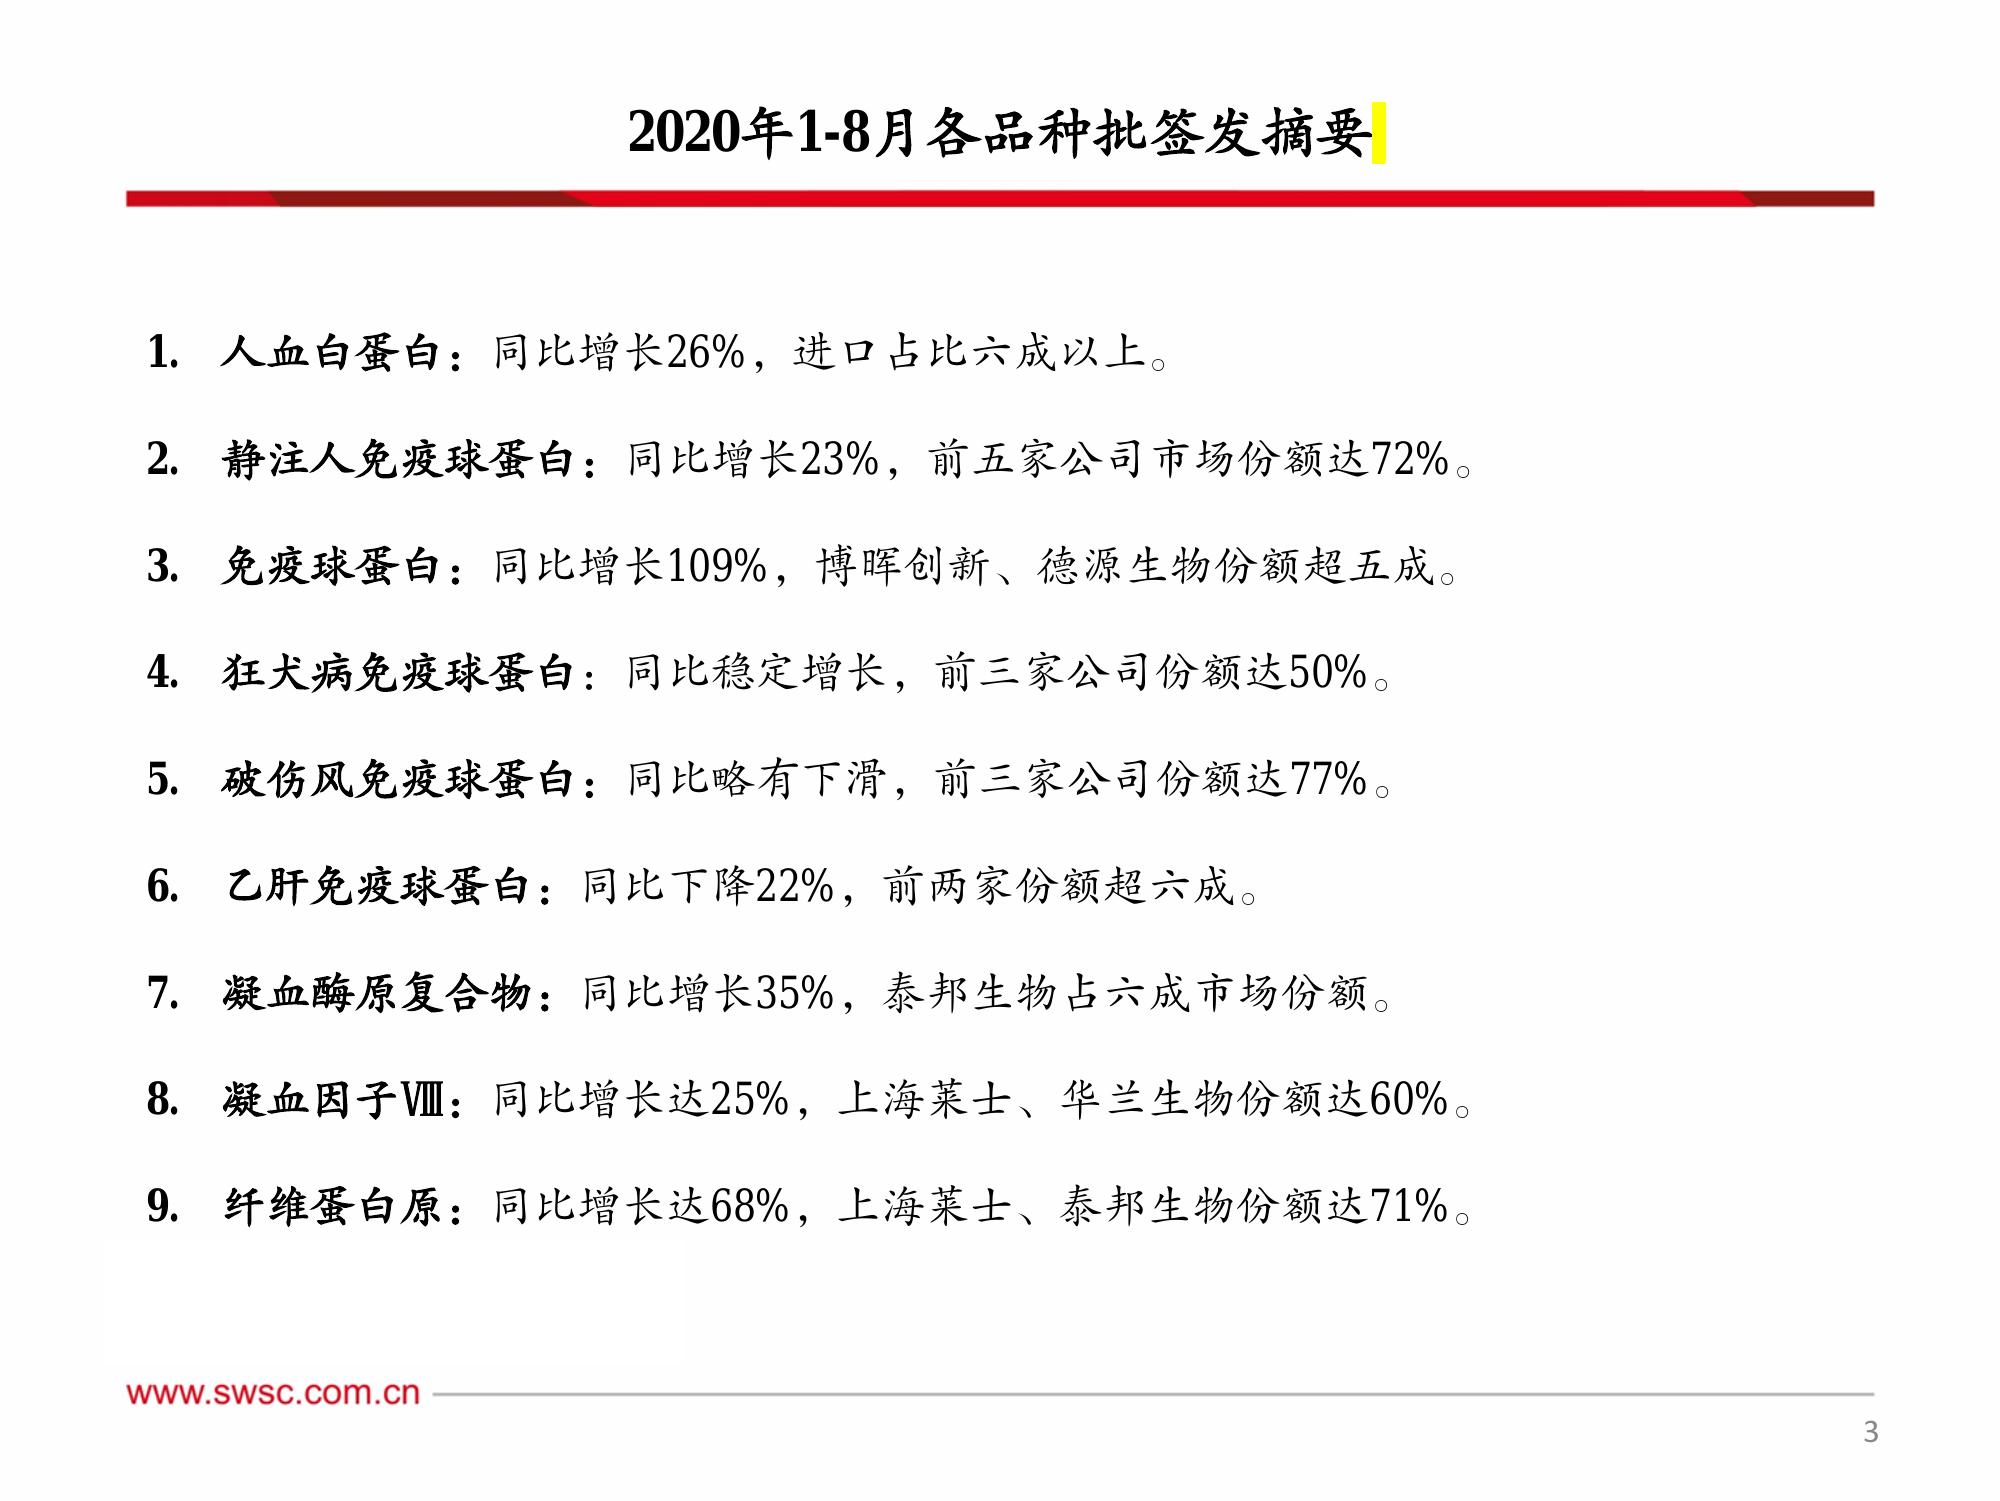 2020年1-8月各品种批签发摘要
1. 人血白蛋白：同比增长26%，进口占比六成以上。
2. 静注人免疫球蛋白：同比增长23%，前五家公司市场份额达72%。
3. 免疫球蛋白：同比增长109%，博晖创新、德源生物份额超五成。
4. 狂犬病免疫球蛋白：同比稳定增长，前三家公司份额达50%。
5. 破伤风免疫球蛋白：同比略有下滑，前三家公司份额达77%。
6. 乙肝免疫球蛋白：同比下降22%，前两家份额超六成。
7. 凝血酶原复合物：同比增长35%，泰邦生物占六成市场份额。
8. 凝血因子Ⅷ：同比增长达25%，上海莱士、华兰生物份额达60%。
9. 纤维蛋白原：同比增长达68%，上海莱士、泰邦生物份额达71%。
www.swsc.com.cn
3